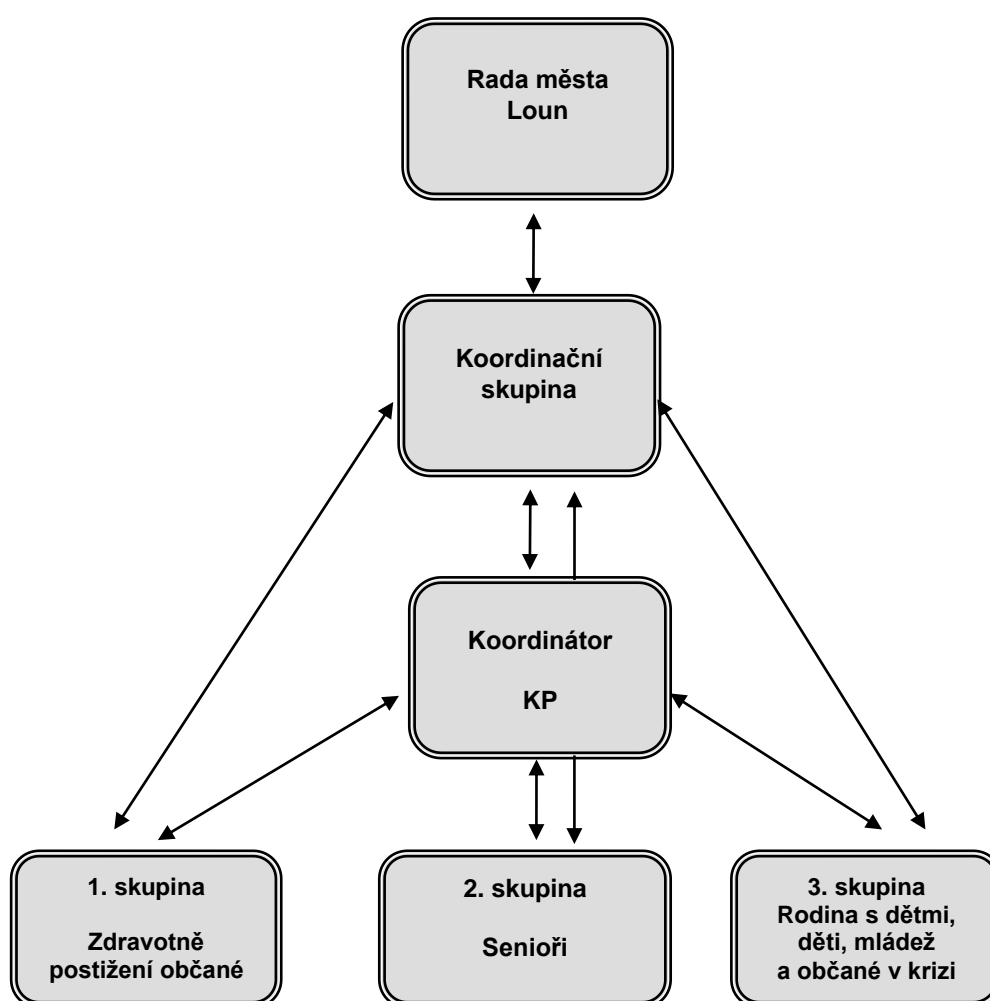 Rada města
Loun
Koordinační
skupina
Koordinátor
KP
1. skupina
Zdravotně
postižení občané
2. skupina
Senioři
3. skupina
Rodina s dětmi,
děti, mládež
a občané v krizi